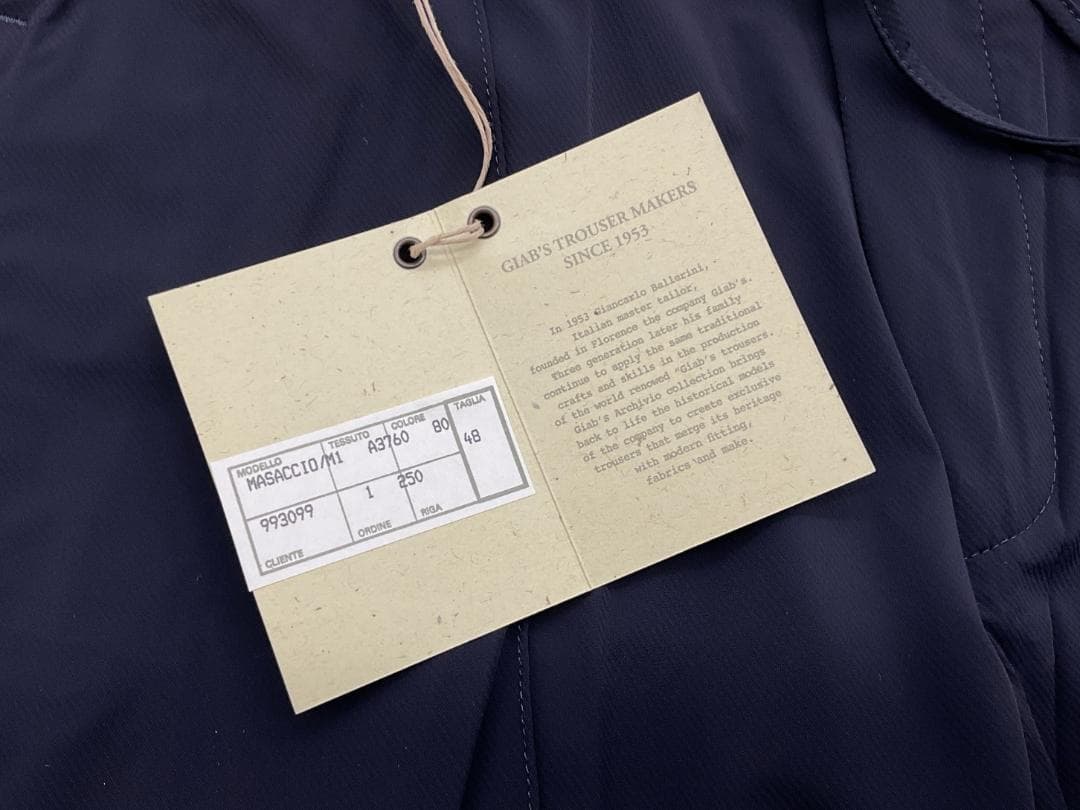 MODELLO TESSUTO COLORE TAGLIA
MASACCIO/M1 A3760 80 48
993099 1 250
CLIENTE ORDINE RIGA
GIAB'S TROUSER MAKERS
SINCE 1953
In 1953 Giancarlo Ballerini,
Italian master tailor,
founded in Florence the company Giab's.
Three generation later his family
continue to apply the same traditional
crafts and skills in the production
of the world renowned "Giab's trousers.
Giab's Archivio collection brings
back to life the historical models
of the company to create exclusive
trousers that merge its heritage
with modern fitting,
fabrics and make.